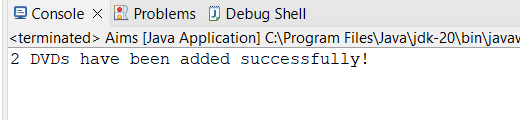 Console Problems Debug Shell
<terminated> Aims [Java Application] C:\Program Files\Java\jdk-20\bin\javaw
2 DVDs have been added successfully!